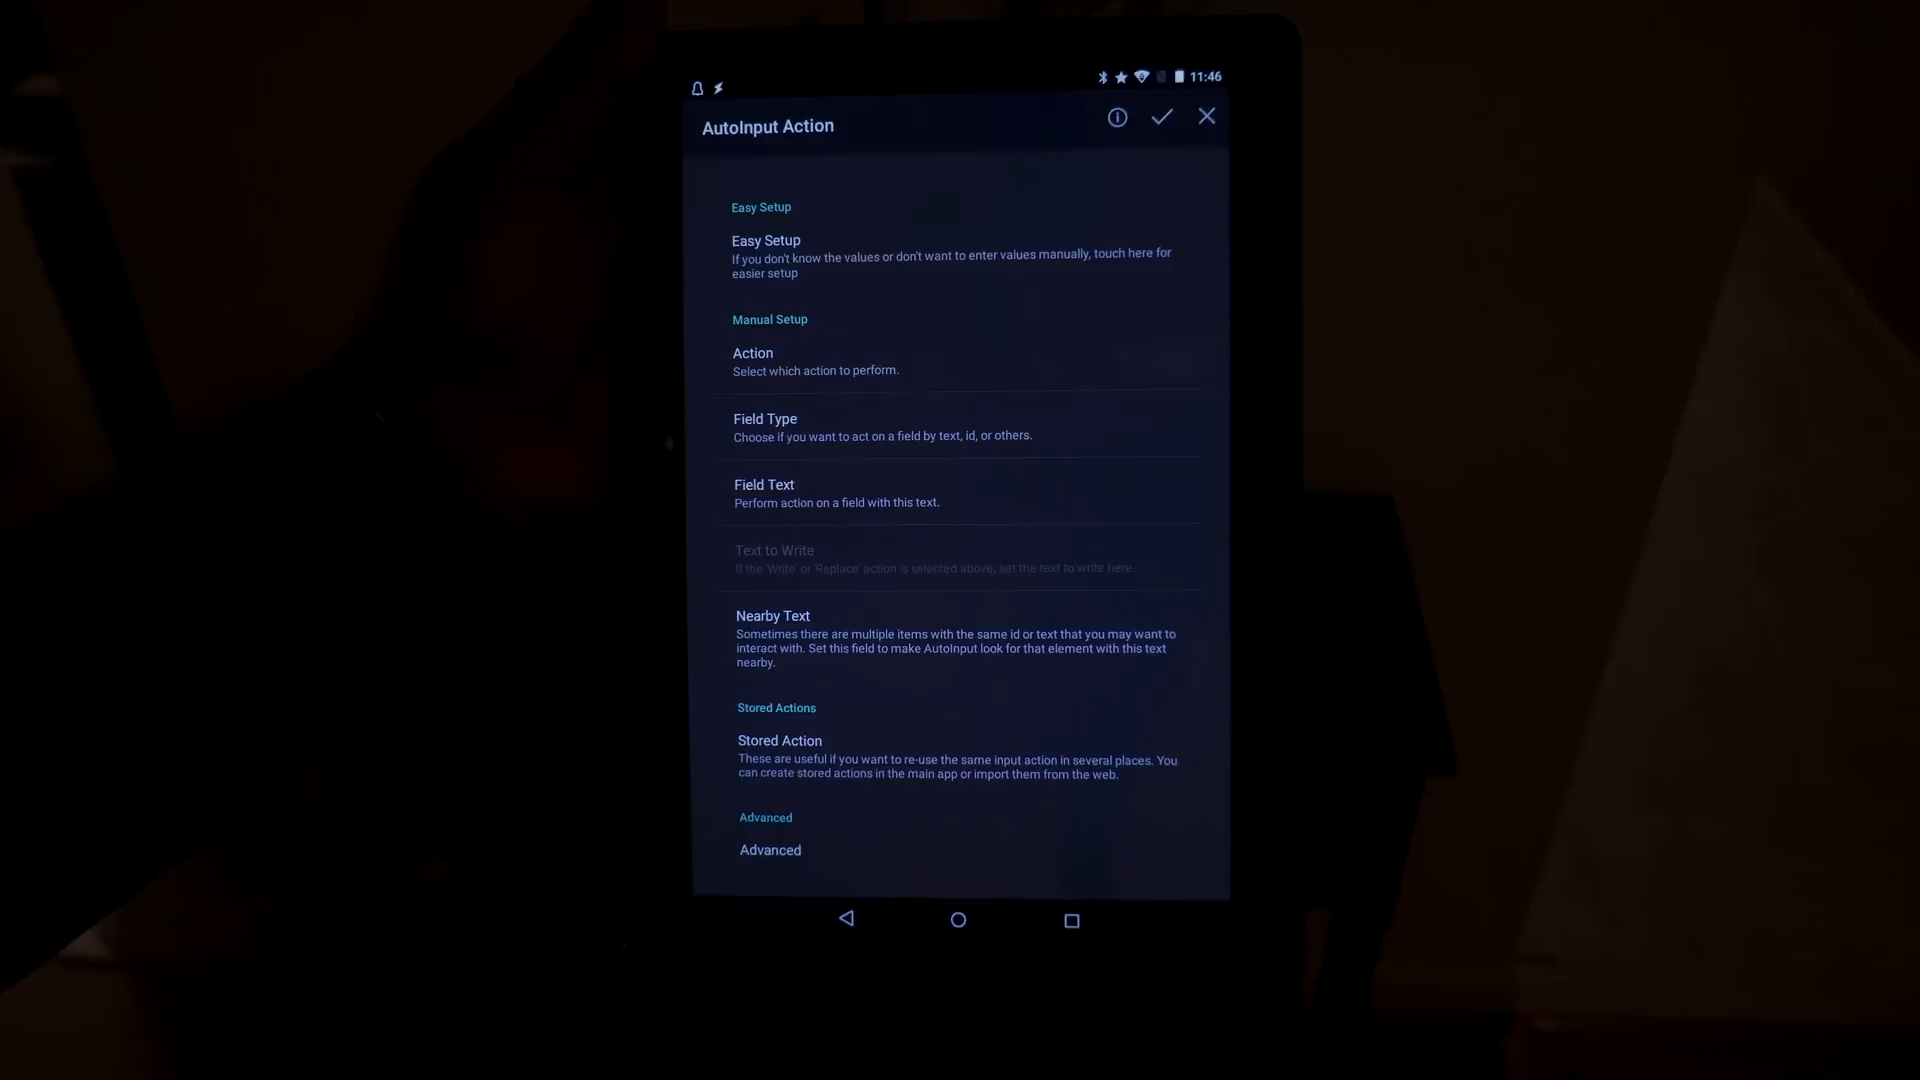 11:46
AutoInput Action
Easy Setup
Easy Setup
If you don't know the values or don't want to enter values manually, touch here for
easier setup
Manual Setup
Action
Select which action to perform.
Field Type
Choose if you want to act on a field by text, id, or others.
Field Text
Perform action on a field with this text.
Text to Write
If the 'Write' or 'Replace' action is selected above, set the text to write here.
Nearby Text
Sometimes there are multiple items with the same id or text that you may want to
interact with. Set this field to make AutoInput look for that element with this text
nearby.
Stored Actions
Stored Action
These are useful if you want to re-use the same input action in several places. You
can create stored actions in the main app or import them from the web.
Advanced
Advanced